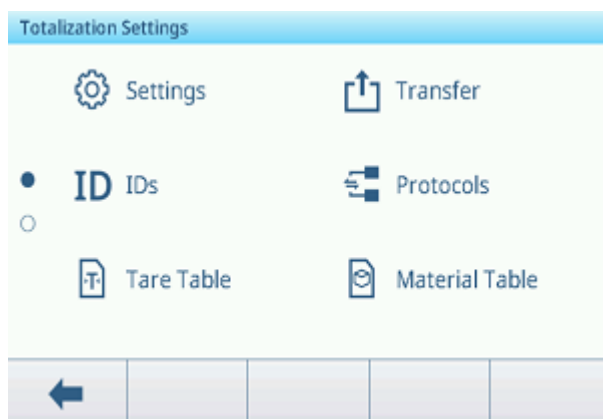 Totalization Settings
Settings
Transfer
ID IDs
Protocols
T Tare Table
Material Table